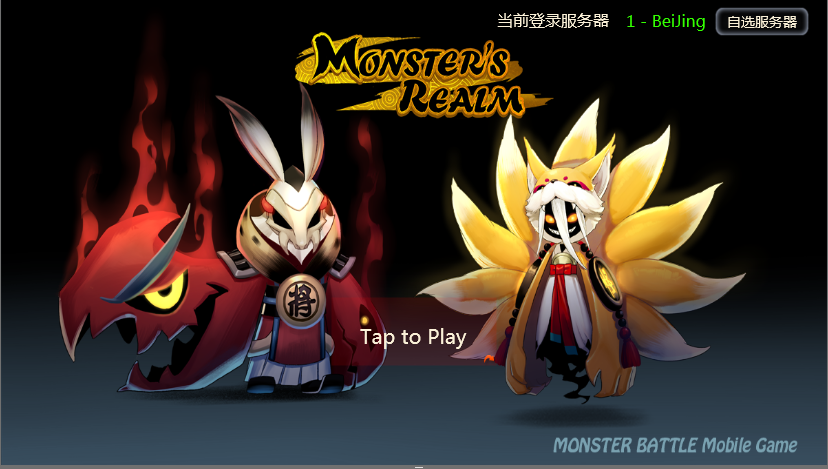 当前登录服务器 1 - BeiJing 自选服务器
MONSTER'S
REALM
将
Tap to Play
MONSTER BATTLE Mobile Game